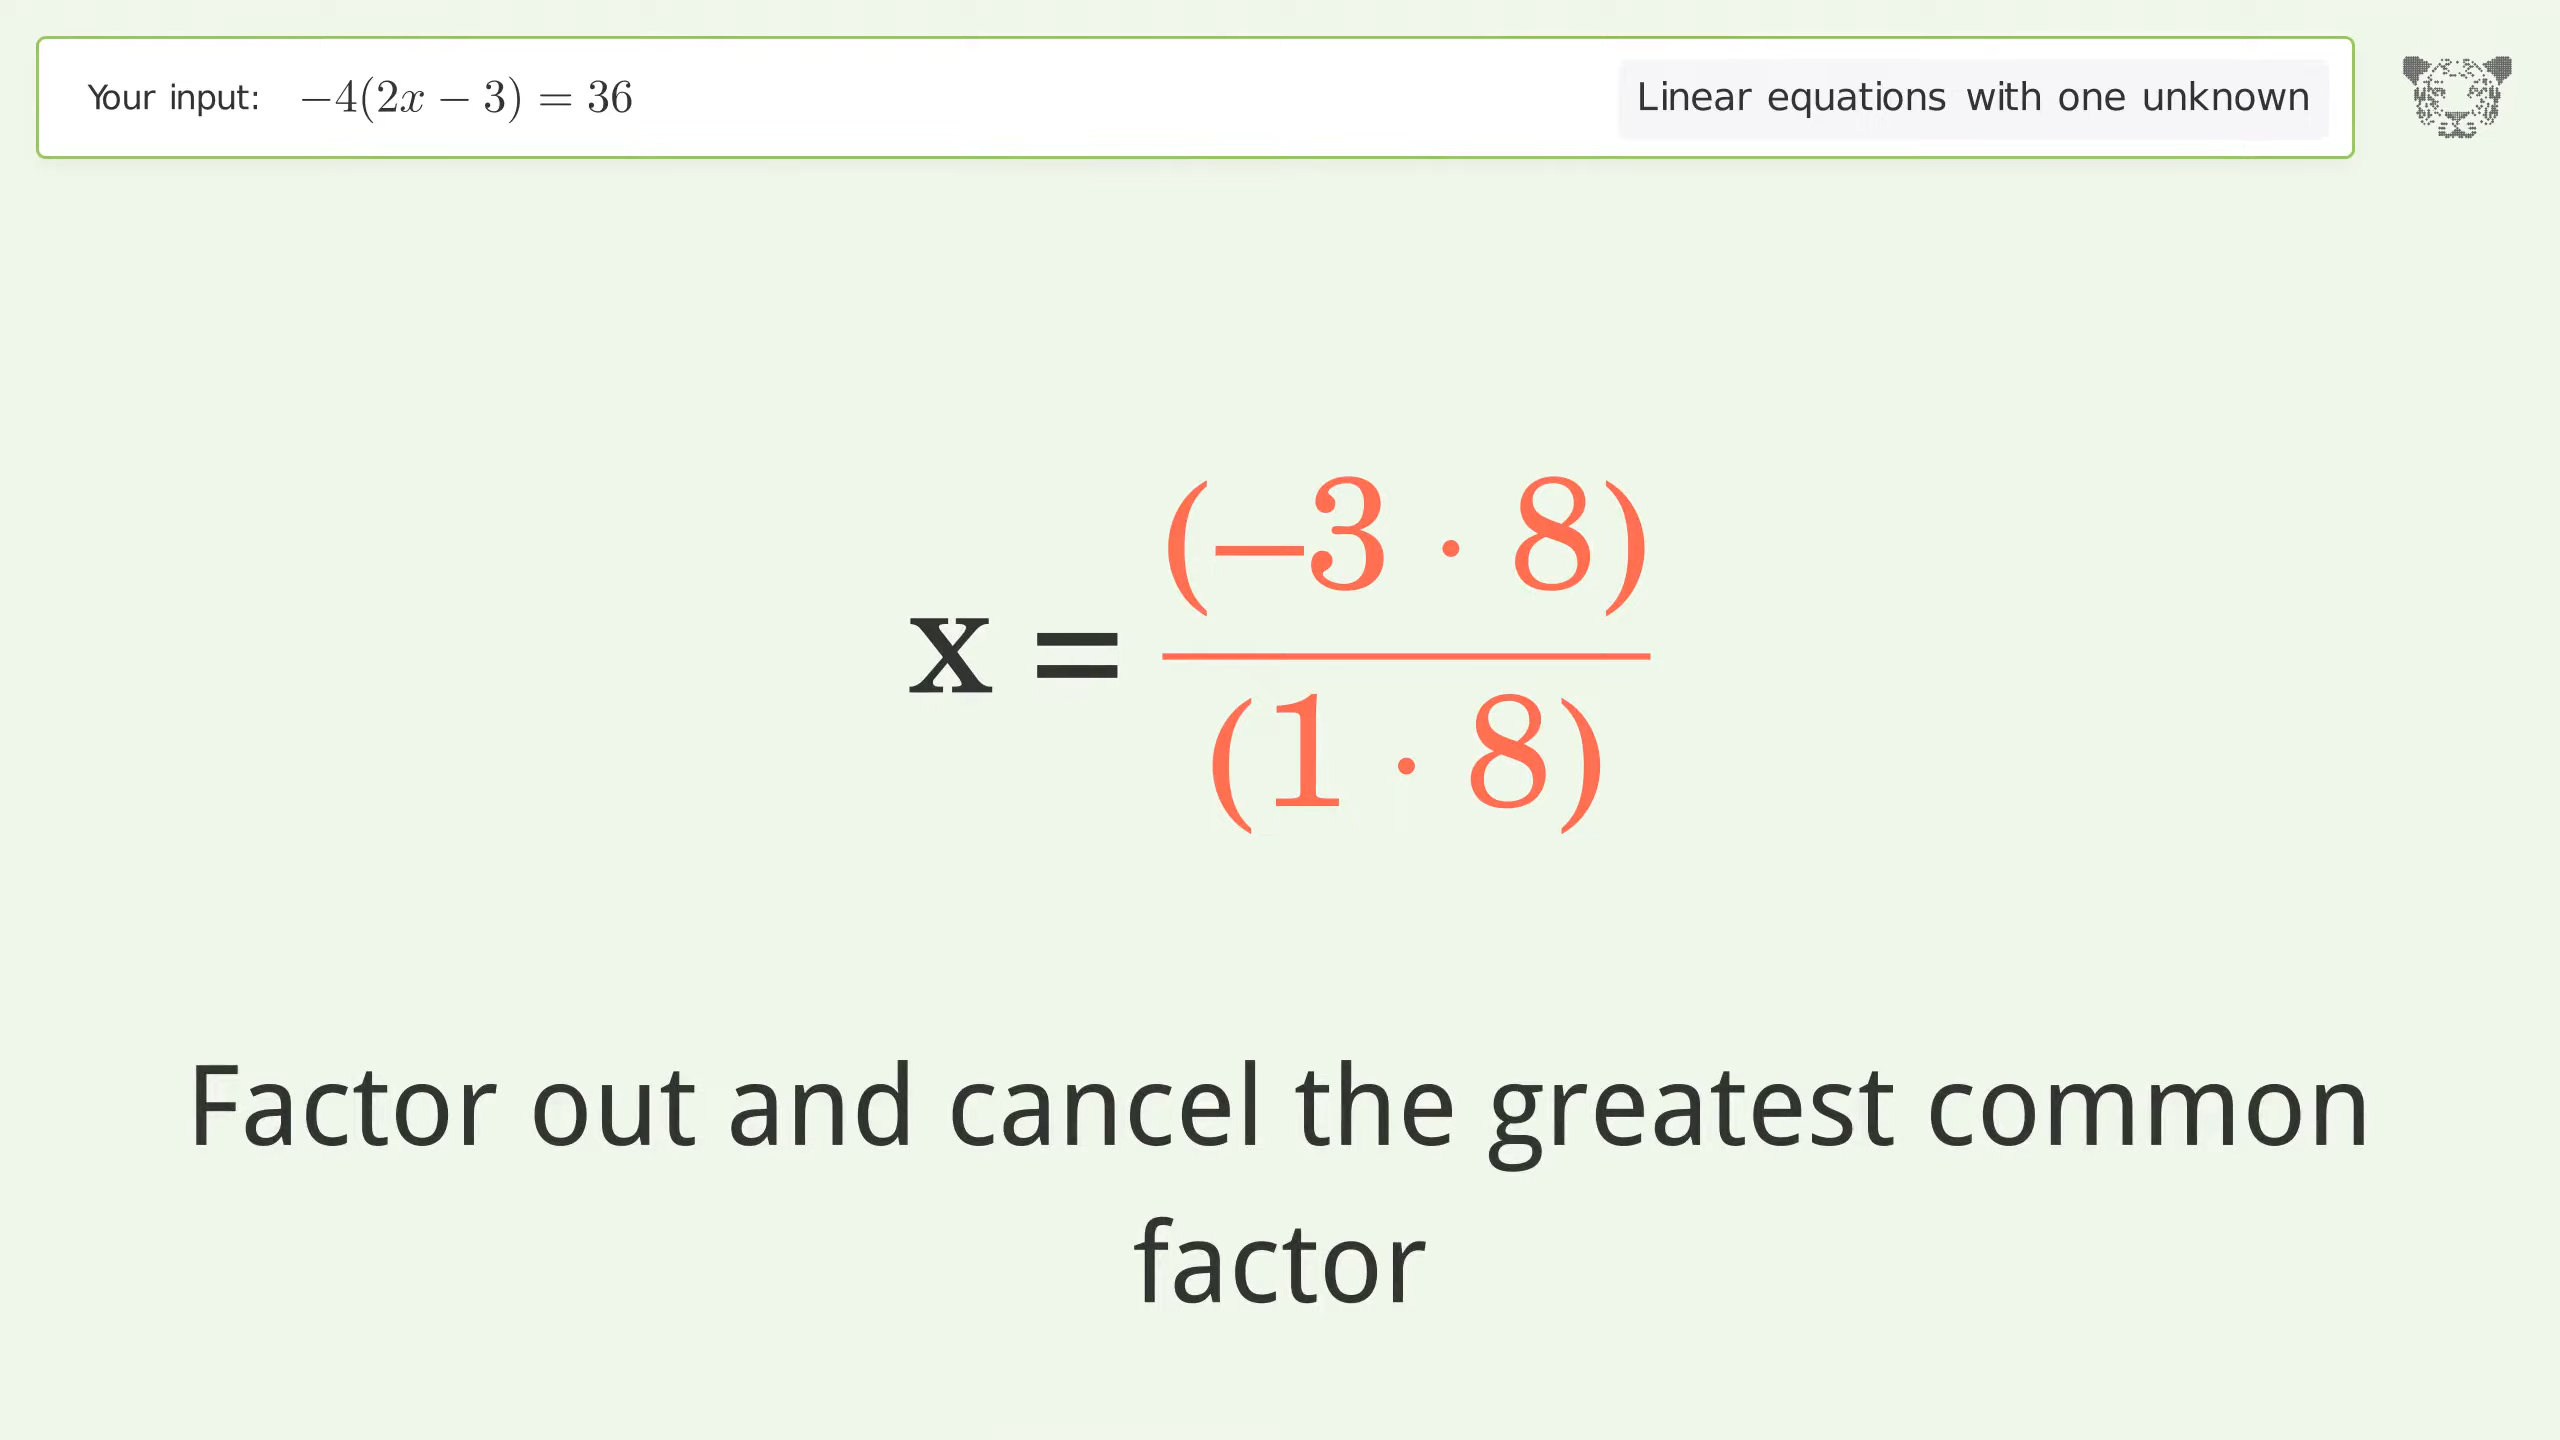 Your input: −4(2x − 3) = 36
Linear equations with one unknown
x = (−3 · 8) / (1 · 8)
Factor out and cancel the greatest common
factor